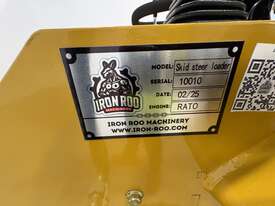 IRON ROO
MACHINERY
MODEL: Skid steer loader
SERIAL: 10010
DATE: 02/25
ENGINE: RATO
IRON ROO MACHINERY
WWW.IRON-ROO.COM